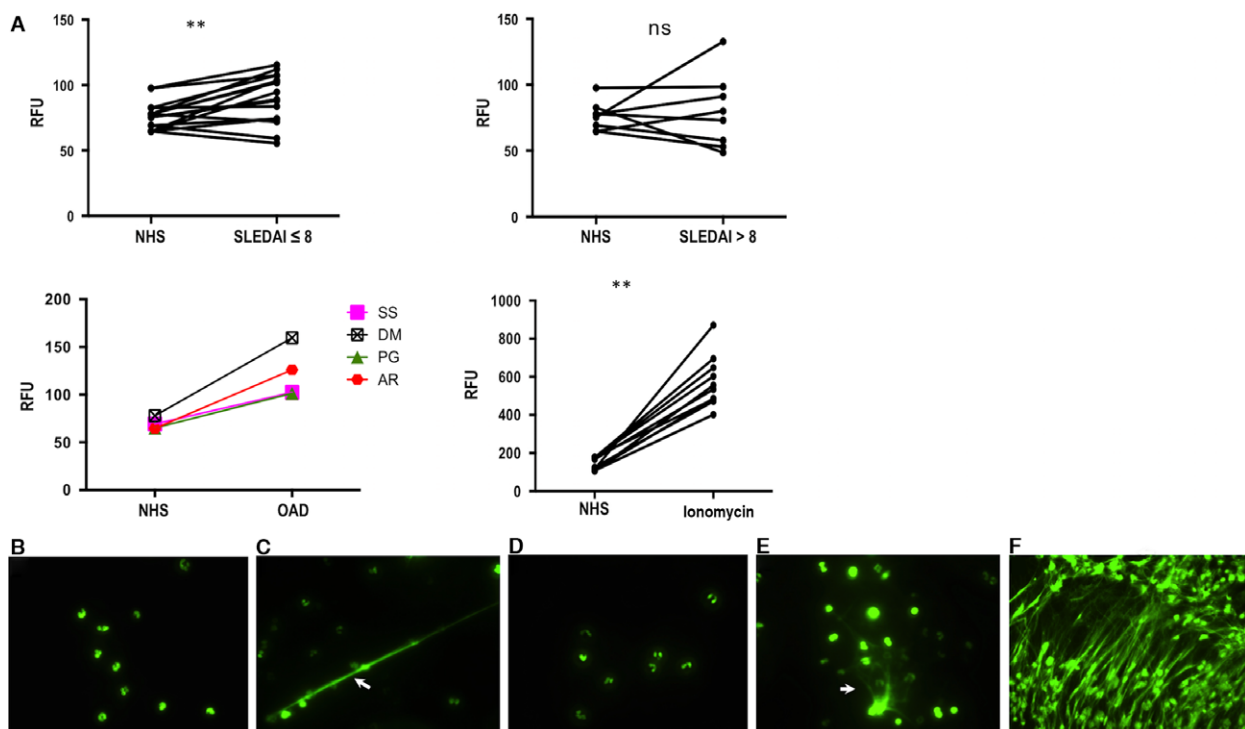 A
**
150
100
50
0
RFU
NHS
SLEDAI ≤ 8
ns
150
100
50
0
RFU
NHS
SLEDAI > 8
200
150
100
50
0
RFU
NHS
OAD
SS
DM
PG
AR
**
1000
800
600
400
200
0
RFU
NHS
Ionomycin
B
C
D
E
F